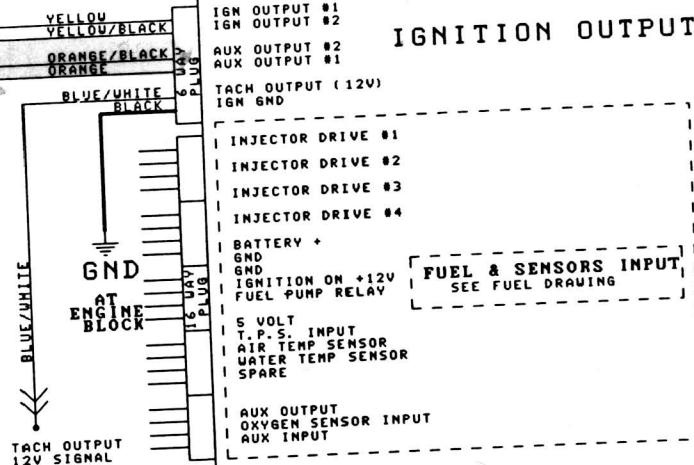 YELLOW
YELLOW/BLACK
ORANGE/BLACK
ORANGE
BLUE/WHITE
BLACK
6 WAY
PLUG
IGN OUTPUT #1
IGN OUTPUT #2
AUX OUTPUT #2
AUX OUTPUT #1
TACH OUTPUT (12V)
IGN GND
IGNITION OUTPUT
INJECTOR DRIVE #1
INJECTOR DRIVE #2
INJECTOR DRIVE #3
INJECTOR DRIVE #4
BATTERY +
GND
GND
IGNITION ON +12V
FUEL PUMP RELAY
5 VOLT
T.P.S. INPUT
AIR TEMP SENSOR
WATER TEMP SENSOR
SPARE
AUX OUTPUT
OXYGEN SENSOR INPUT
AUX INPUT
FUEL & SENSORS INPUT
SEE FUEL DRAWING
16 WAY
PLUG
GND
AT
ENGINE
BLOCK
BLUE/WHITE
TACH OUTPUT
12V SIGNAL